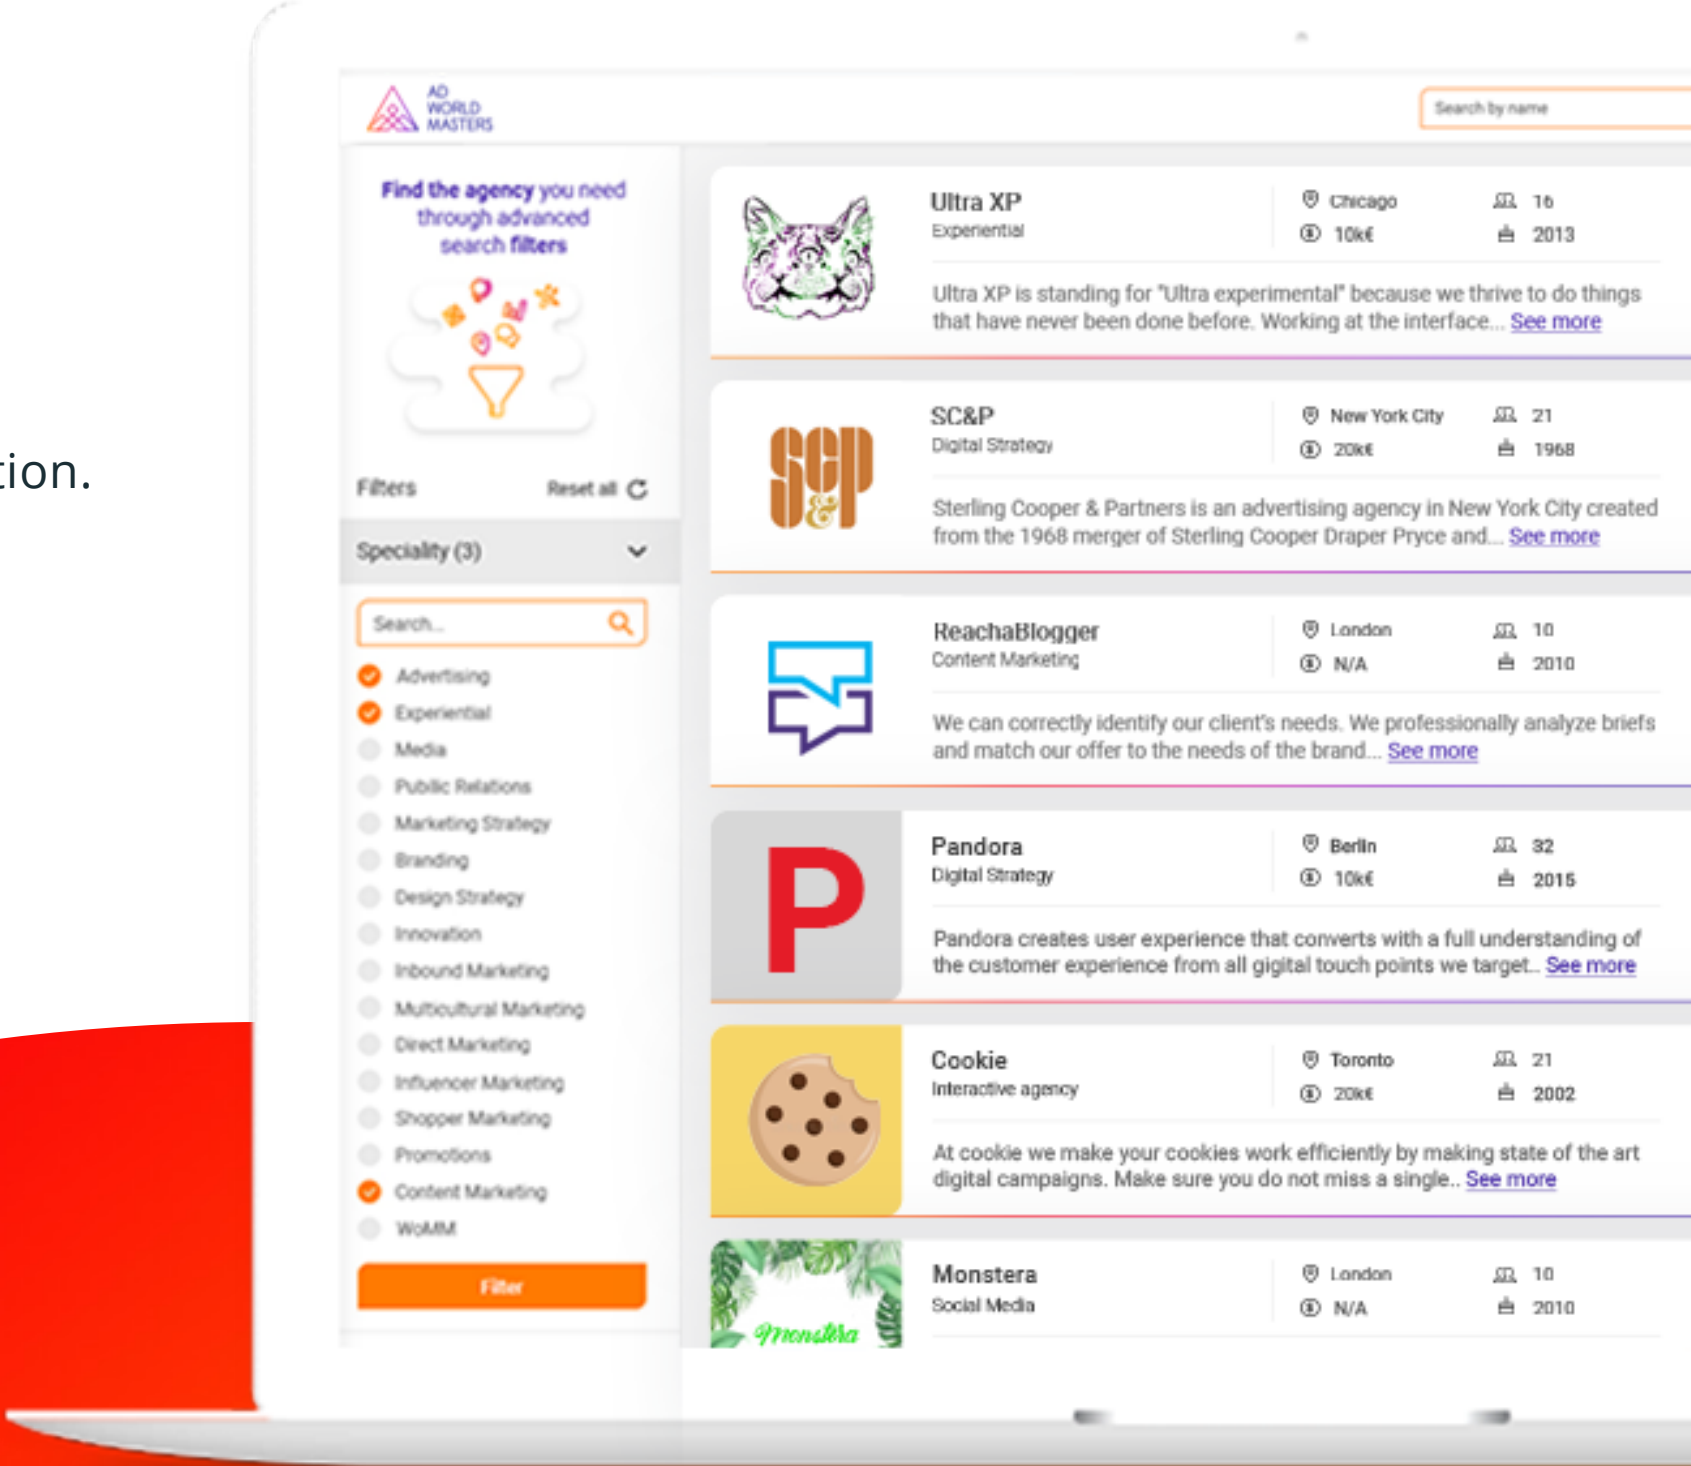 tion.
AD
WORLD
MASTERS
Search by name
Find the agency you need
through advanced
search filters
Filters Reset all
Speciality (3)
Search...
Advertising
Experiential
Media
Public Relations
Marketing Strategy
Branding
Design Strategy
Innovation
Inbound Marketing
Multicultural Marketing
Direct Marketing
Influencer Marketing
Shopper Marketing
Promotions
Content Marketing
WoMM
Filter
Ultra XP
Experiential
Chicago 16
10k€ 2013
Ultra XP is standing for "Ultra experimental" because we thrive to do things
that have never been done before. Working at the interface... See more
SC&P
SC&P
Digital Strategy
New York City 21
20k€ 1968
Sterling Cooper & Partners is an advertising agency in New York City created
from the 1968 merger of Sterling Cooper Draper Pryce and... See more
ReachaBlogger
Content Marketing
London 10
N/A 2010
We can correctly identify our client's needs. We professionally analyze briefs
and match our offer to the needs of the brand... See more
P
Pandora
Digital Strategy
Berlin 32
10k€ 2015
Pandora creates user experience that converts with a full understanding of
the customer experience from all gigital touch points we target.. See more
Cookie
Interactive agency
Toronto 21
20k€ 2002
At cookie we make your cookies work efficiently by making state of the art
digital campaigns. Make sure you do not miss a single.. See more
Monstera
Monstera
Social Media
London 10
N/A 2010